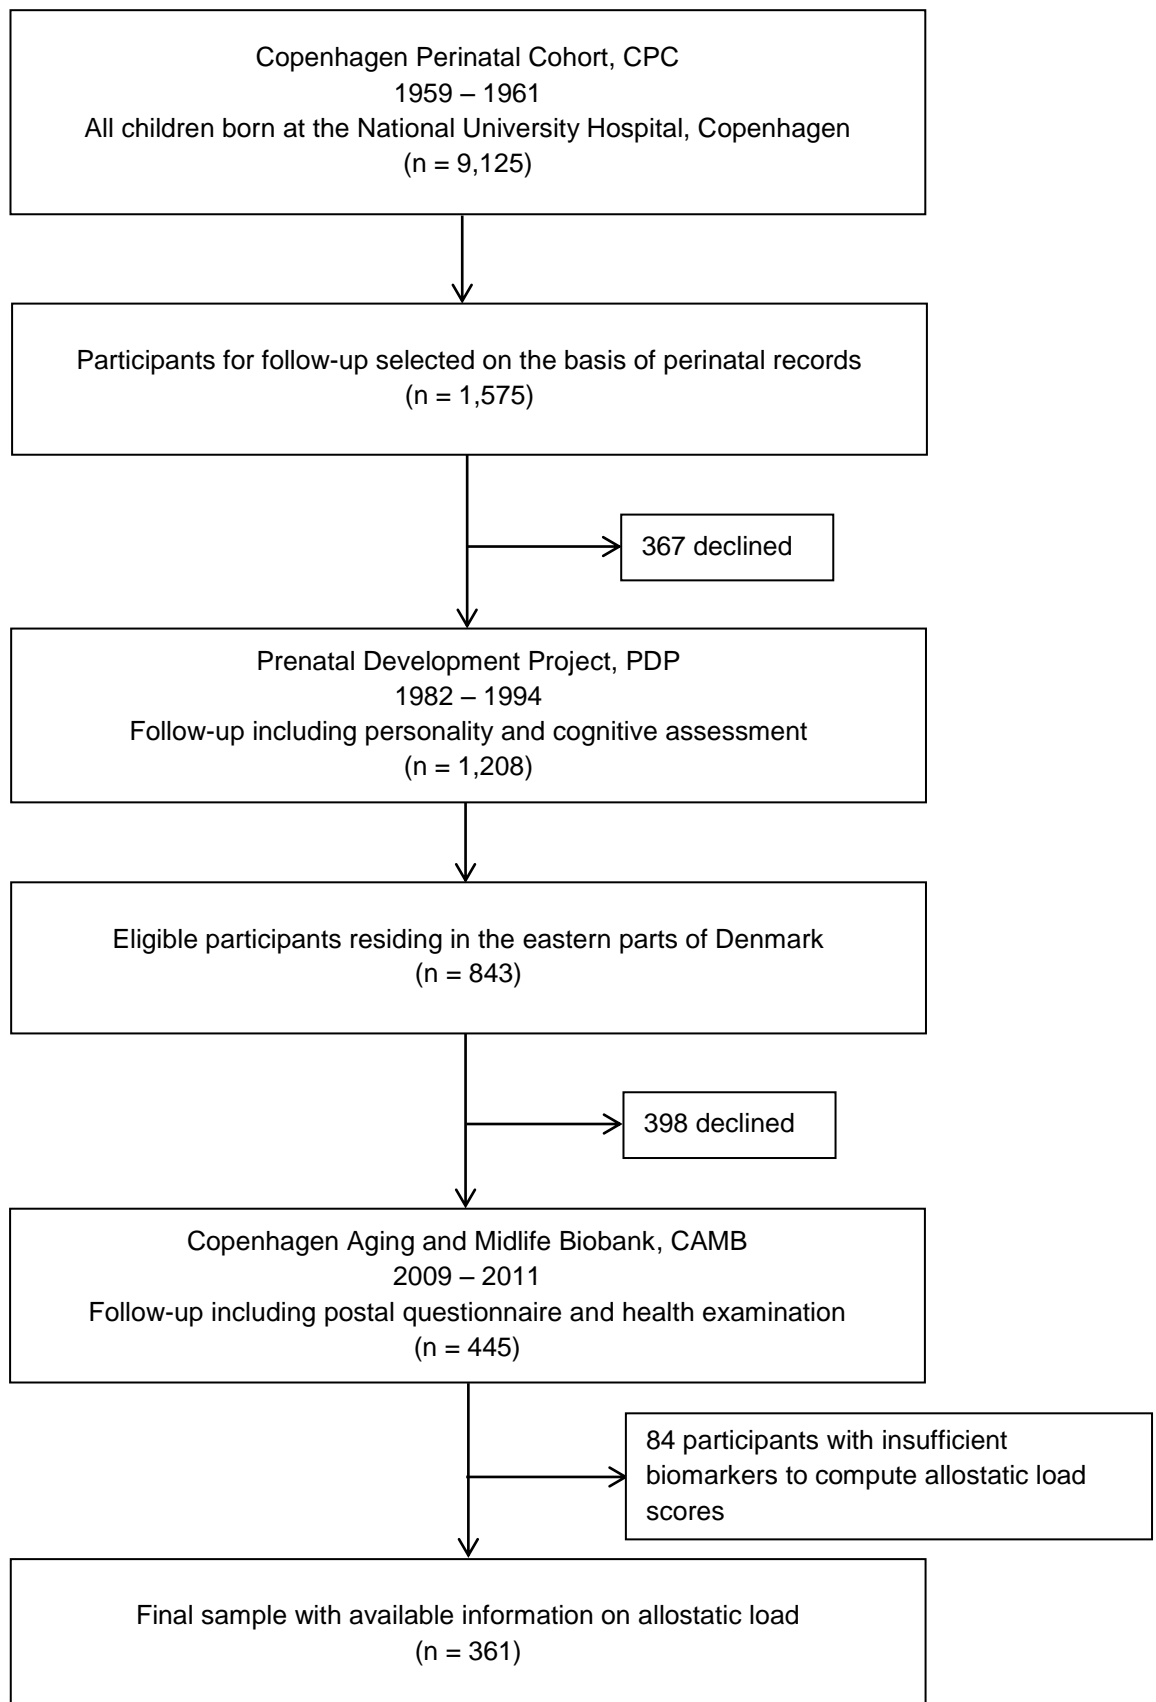 Copenhagen Perinatal Cohort, CPC
1959 – 1961
All children born at the National University Hospital, Copenhagen
(n = 9,125)
Participants for follow-up selected on the basis of perinatal records
(n = 1,575)
367 declined
Prenatal Development Project, PDP
1982 – 1994
Follow-up including personality and cognitive assessment
(n = 1,208)
Eligible participants residing in the eastern parts of Denmark
(n = 843)
398 declined
Copenhagen Aging and Midlife Biobank, CAMB
2009 – 2011
Follow-up including postal questionnaire and health examination
(n = 445)
84 participants with insufficient
biomarkers to compute allostatic load
scores
Final sample with available information on allostatic load
(n = 361)